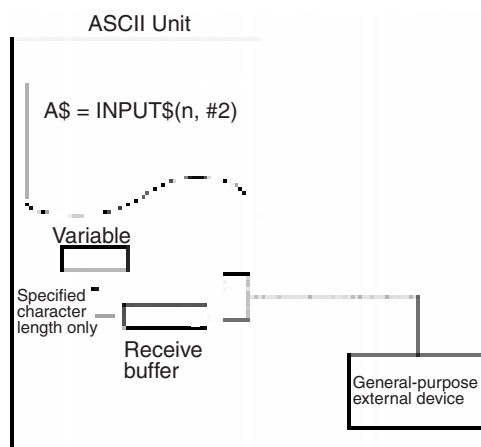 ASCII Unit
A$ = INPUT$(n, #2)
Variable
Specified
character
length only
Receive
buffer
General-purpose
external device